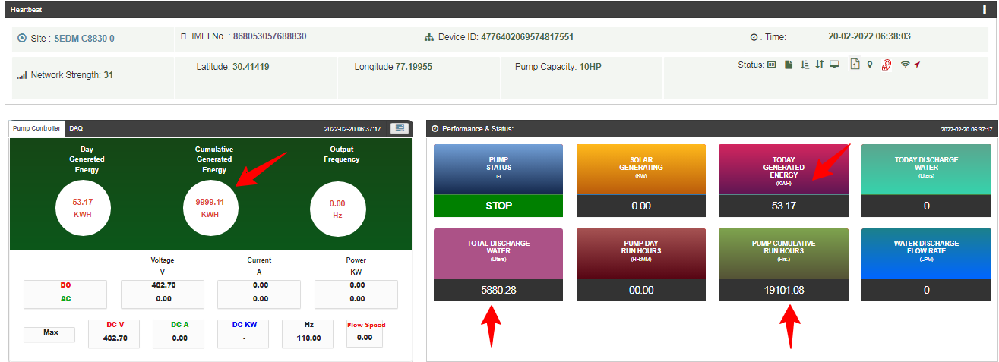 Heartbeat
Site : SEDM C8830 0
IMEI No. : 868053057688830
Device ID: 4776402069574817551
: Time: 20-02-2022 06:38:03
Network Strength: 31
Latitude: 30.41419
Longitude 77.19955
Pump Capacity: 10HP
Status:
1
Pump Controller DAQ 2022-02-20 06:37:17
Day
Genereted
Energy
53.17
KWH
Cumulative
Generated
Energy
9999.11
KWH
Output
Frequency
0.00
Hz
Voltage Current Power
V A KW
DC 482.70 0.00 0.00
AC 0.00 0.00 0.00
Max
DC V
482.70
DC A
0.00
DC KW
-
Hz
110.00
Flow Speed
0.00
Performance & Status: 2022-02-20 06:37:17
PUMP
STATUS
(-)
STOP
SOLAR
GENERATING
(KW)
0.00
TODAY
GENERATED
ENERGY
(KWH)
53.17
TODAY DISCHARGE
WATER
(Liters)
0
TOTAL DISCHARGE
WATER
(Liters)
5880.28
PUMP DAY
RUN HOURS
(HH:MM)
00:00
PUMP CUMULATIVE
RUN HOURS
(Hrs.)
19101.08
WATER DISCHARGE
FLOW RATE
(LPM)
0